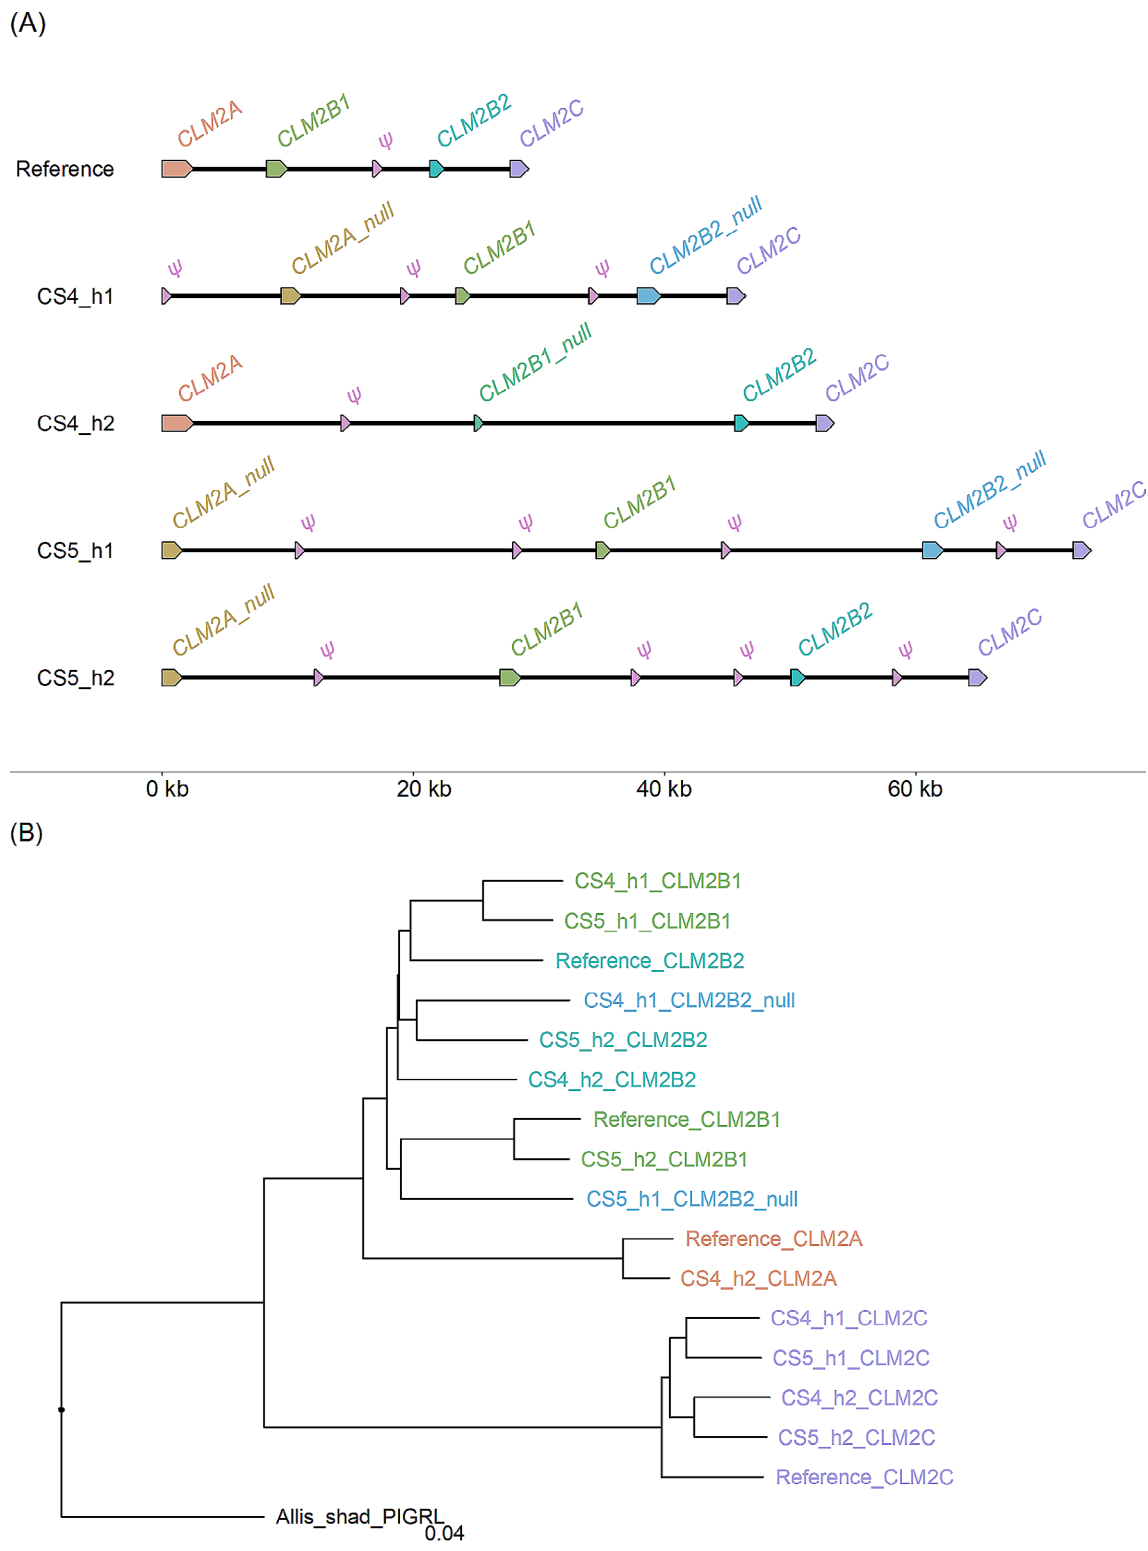 (A)
CLM2A CLM2B1 ψ CLM2B2 CLM2C
Reference
ψ CLM2A_null ψ CLM2B1 ψ CLM2B2_null CLM2C
CS4_h1
CLM2A ψ CLM2B1_null CLM2B2 CLM2C
CS4_h2
CLM2A_null ψ ψ CLM2B1 ψ CLM2B2_null ψ CLM2C
CS5_h1
CLM2A_null ψ CLM2B1 ψ ψ CLM2B2 ψ CLM2C
CS5_h2
0 kb 20 kb 40 kb 60 kb
(B)
CS4_h1_CLM2B1
CS5_h1_CLM2B1
Reference_CLM2B2
CS4_h1_CLM2B2_null
CS5_h2_CLM2B2
CS4_h2_CLM2B2
Reference_CLM2B1
CS5_h2_CLM2B1
CS5_h1_CLM2B2_null
Reference_CLM2A
CS4_h2_CLM2A
CS4_h1_CLM2C
CS5_h1_CLM2C
CS4_h2_CLM2C
CS5_h2_CLM2C
Reference_CLM2C
Allis_shad_PIGRL
0.04